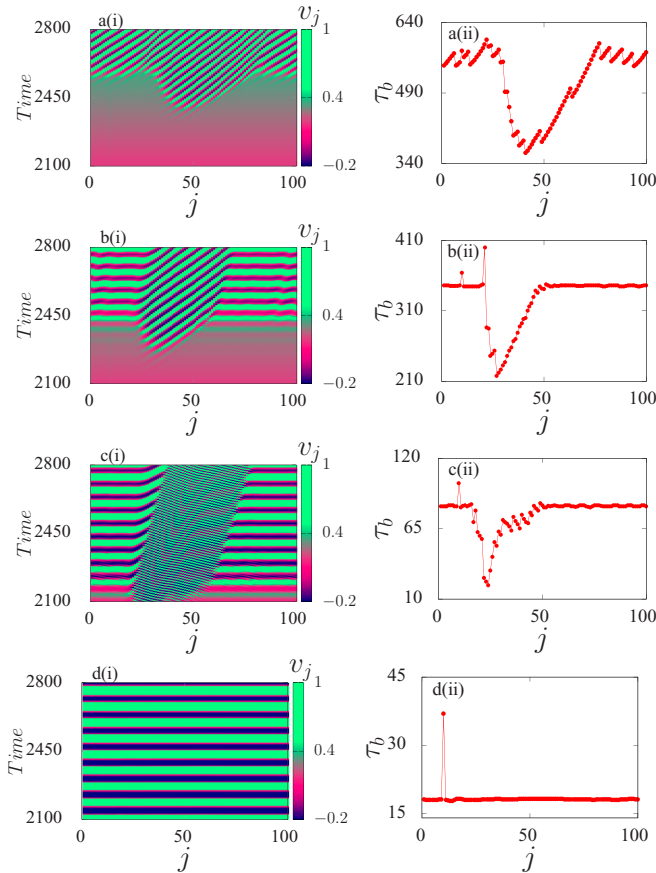 a(i)
v_j
2800
2450
2100
Time
1
0.4
−0.2
0
50
100
j
a(ii)
τ_b
640
490
340
0
50
100
j
b(i)
v_j
2800
2450
2100
Time
1
0.4
−0.2
0
50
100
j
b(ii)
τ_b
410
310
210
0
50
100
j
c(i)
v_j
2800
2450
2100
Time
1
0.4
−0.2
0
50
100
j
c(ii)
τ_b
120
65
10
0
50
100
j
d(i)
v_j
2800
2450
2100
Time
1
0.4
−0.2
0
50
100
j
d(ii)
τ_b
45
30
15
0
50
100
j